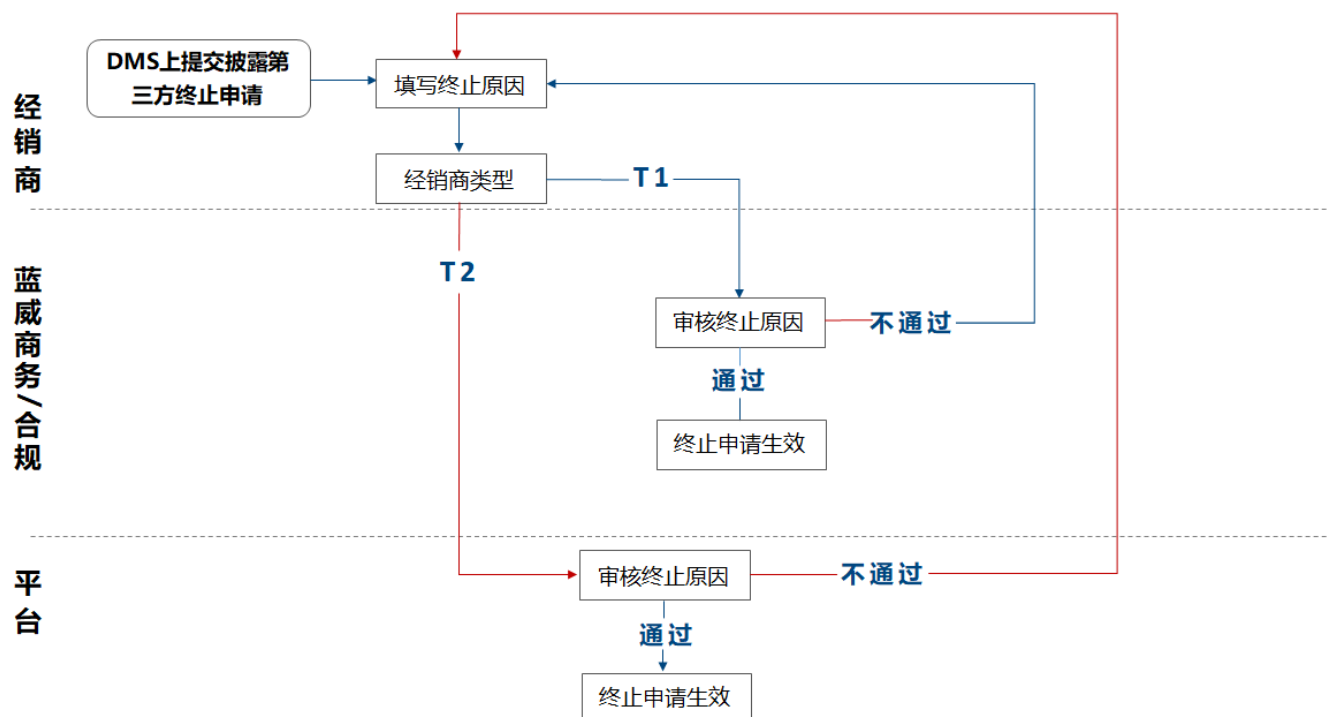 DMS上提交披露第
三方终止申请
填写终止原因
经销商
经销商类型
T1
T2
蓝威商务/合规
审核终止原因
不通过
通过
终止申请生效
平台
审核终止原因
不通过
通过
终止申请生效